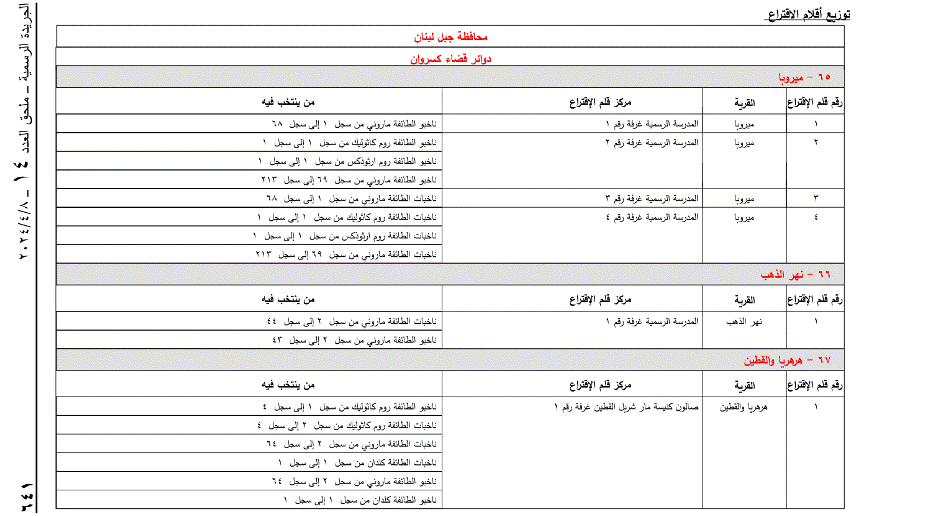 توزيع أقلام الاقتراع
محافظة جبل لبنان
دوائر قضاء كسروان
٦٥ - ميروبا
رقم قلم الإقتراع القرية مركز قلم الإقتراع من ينتخب فيه
١ ميروبا المدرسة الرسمية غرفة رقم ١ ناخبو الطائفة ماروني من سجل ١ إلى سجل ٦٨
٢ ميروبا المدرسة الرسمية غرفة رقم ٢ ناخبو الطائفة روم كاثوليك من سجل ١ إلى سجل ١
ناخبو الطائفة روم ارثوذكس من سجل ١ إلى سجل ١
ناخبو الطائفة ماروني من سجل ٦٩ إلى سجل ٢١٣
٣ ميروبا المدرسة الرسمية غرفة رقم ٣ ناخبات الطائفة ماروني من سجل ١ إلى سجل ٦٨
٤ ميروبا المدرسة الرسمية غرفة رقم ٤ ناخبات الطائفة روم كاثوليك من سجل ١ إلى سجل ١
ناخبات الطائفة روم ارثوذكس من سجل ١ إلى سجل ١
ناخبات الطائفة ماروني من سجل ٦٩ إلى سجل ٢١٣
٦٦ - نهر الذهب
رقم قلم الإقتراع القرية مركز قلم الإقتراع من ينتخب فيه
١ نهر الذهب المدرسة الرسمية غرفة رقم ١ ناخبات الطائفة ماروني من سجل ٢ إلى سجل ٤٤
ناخبو الطائفة ماروني من سجل ٢ إلى سجل ٤٣
٦٧ - هرهريا والقطين
رقم قلم الإقتراع القرية مركز قلم الإقتراع من ينتخب فيه
١ هرهريا والقطين صالون كنيسة مار شربل القطين غرفة رقم ١ ناخبو الطائفة روم كاثوليك من سجل ١ إلى سجل ٤
ناخبات الطائفة روم كاثوليك من سجل ٢ إلى سجل ٤
ناخبات الطائفة ماروني من سجل ٢ إلى سجل ٦٤
ناخبات الطائفة كلدان من سجل ١ إلى سجل ١
ناخبو الطائفة ماروني من سجل ٢ إلى سجل ٦٤
ناخبو الطائفة كلدان من سجل ١ إلى سجل ١
الجريدة الرسمية – ملحق العدد ١٤ – ٢٠٢٤/٤/٨
٦٤١